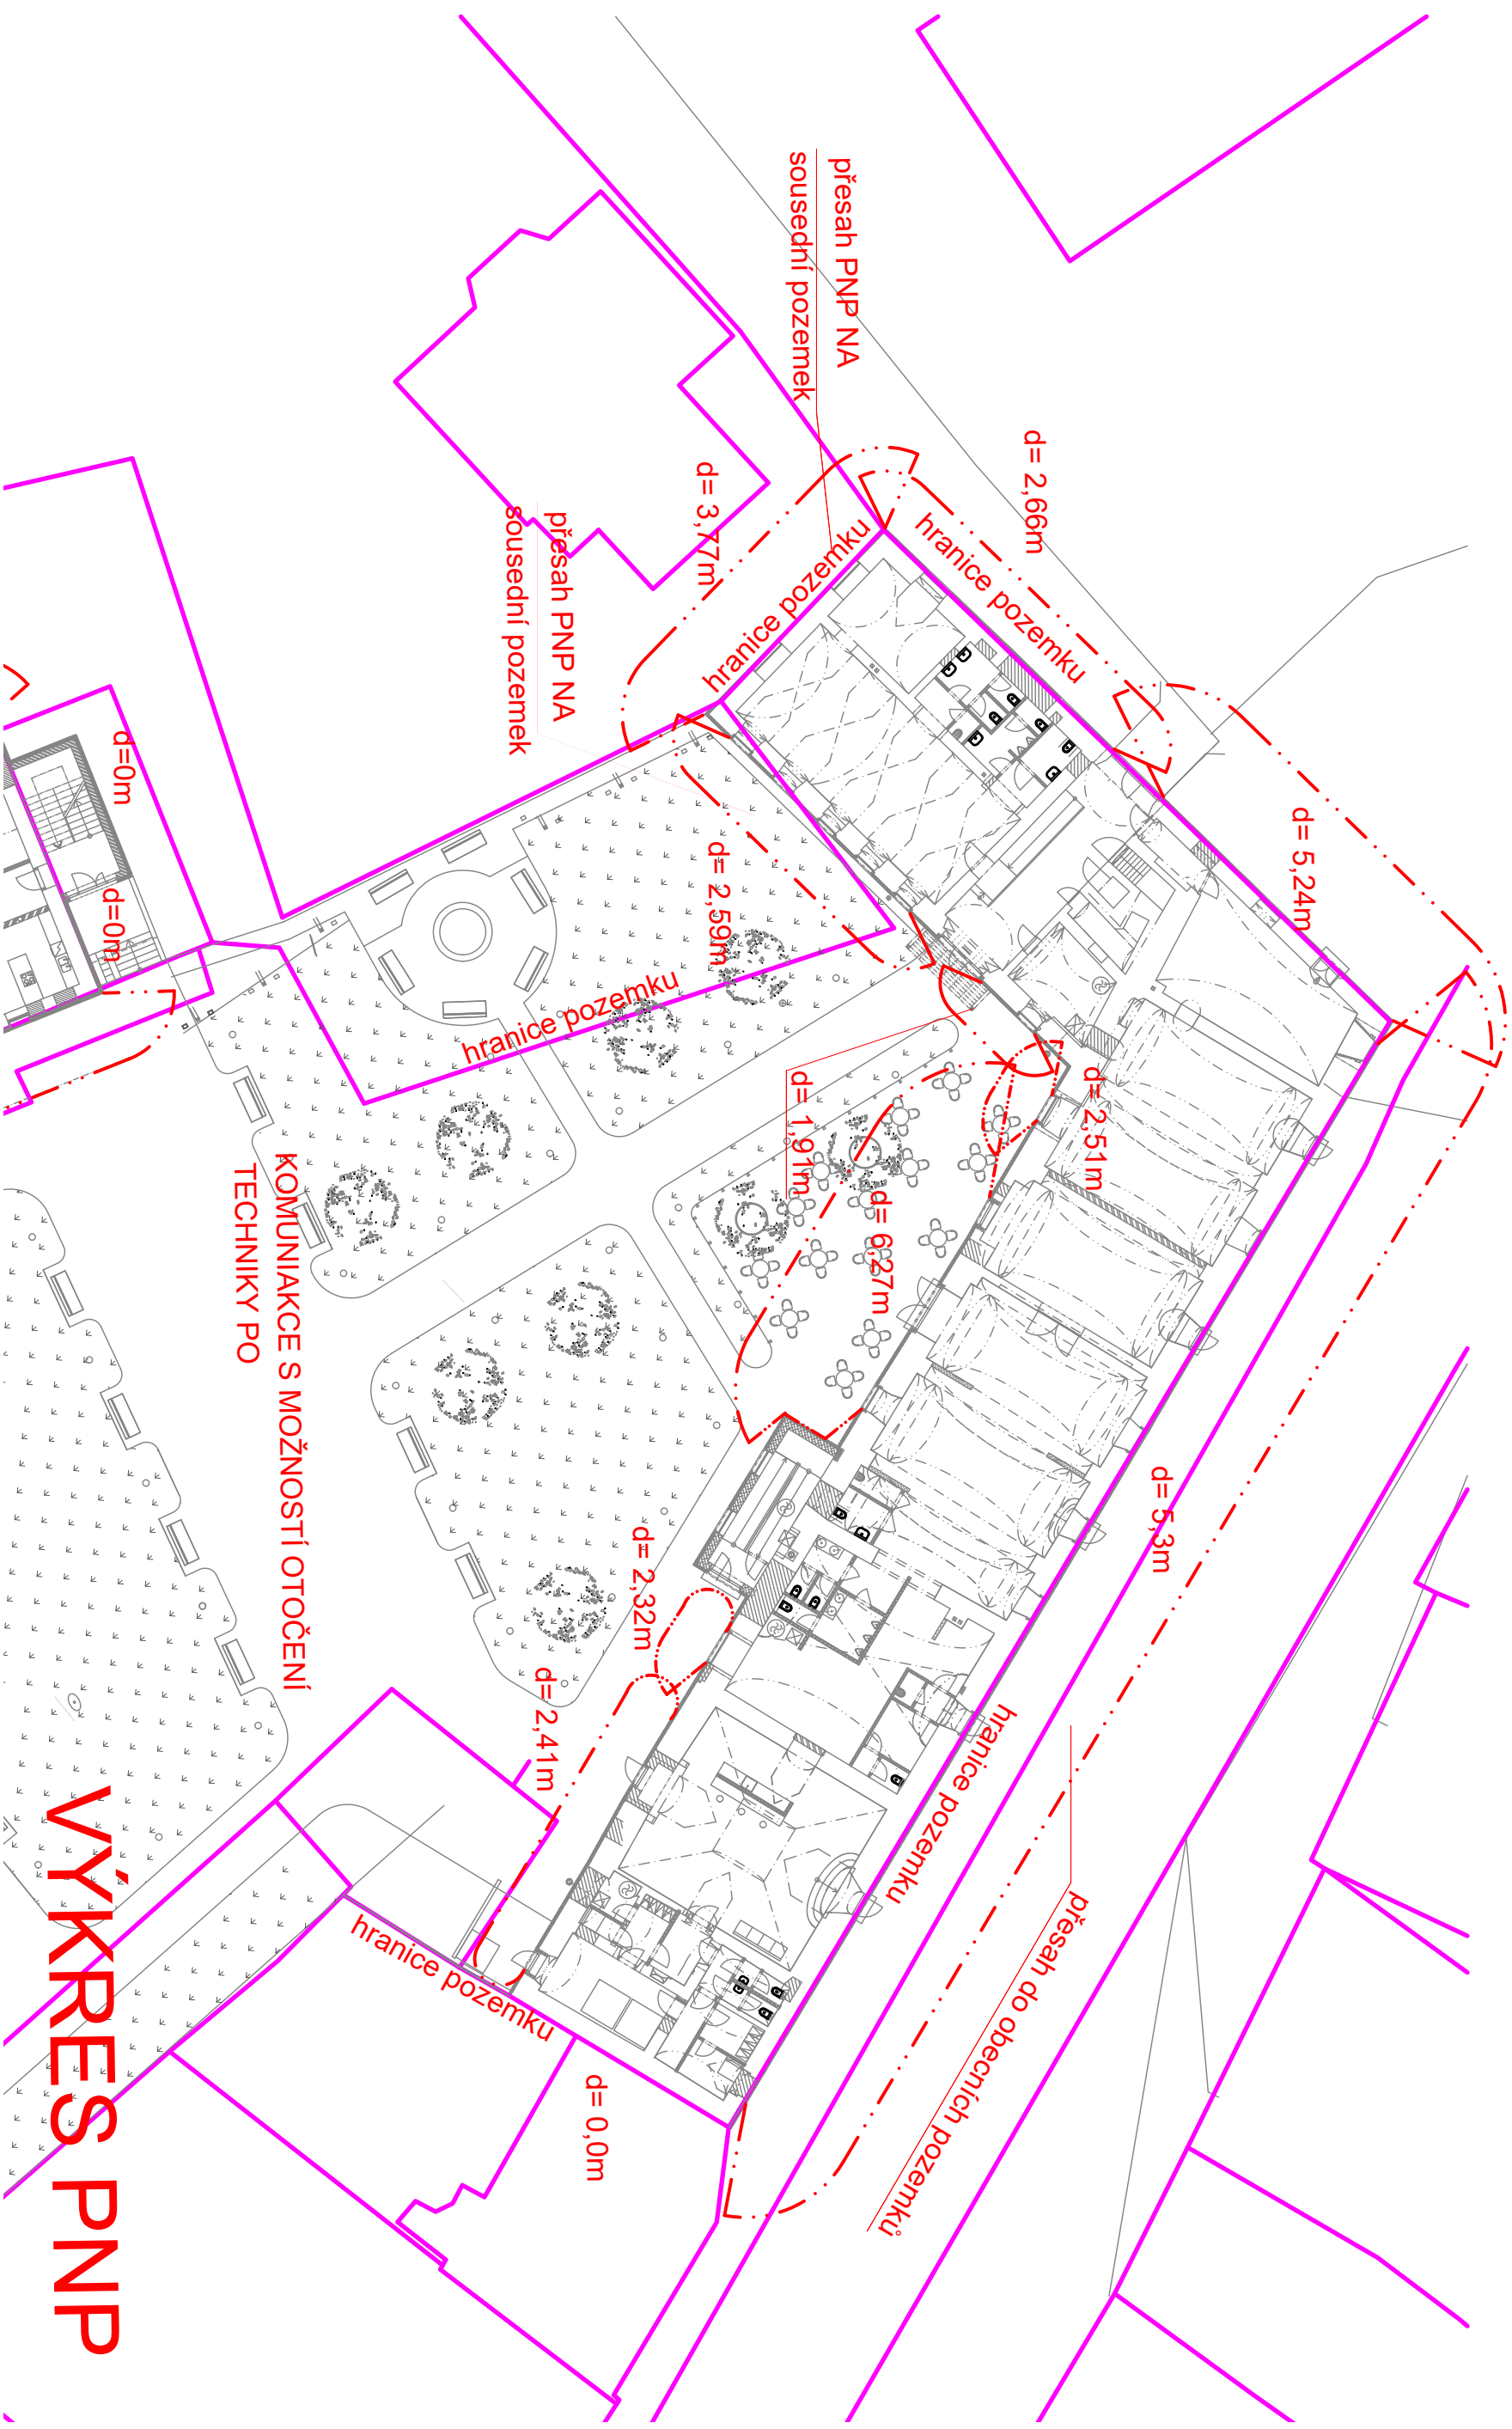 přesah PNP NA
sousední pozemek
d= 2,66m
hranice pozemku
d= 3,77m
hranice pozemku
přesah PNP NA
sousední pozemek
d= 5,24m
d=0m
d=0m
d= 2,59m
hranice pozemku
d= 2,51m
d= 1,91m
d= 6,27m
KOMUNIAKCE S MOŽNOSTÍ OTOČENÍ
TECHNIKY PO
d= 5,3m
d= 2,32m
d= 2,41m
hranice pozemku
přesah do obecních pozemků
hranice pozemku
d= 0,0m
VÝKRES PNP